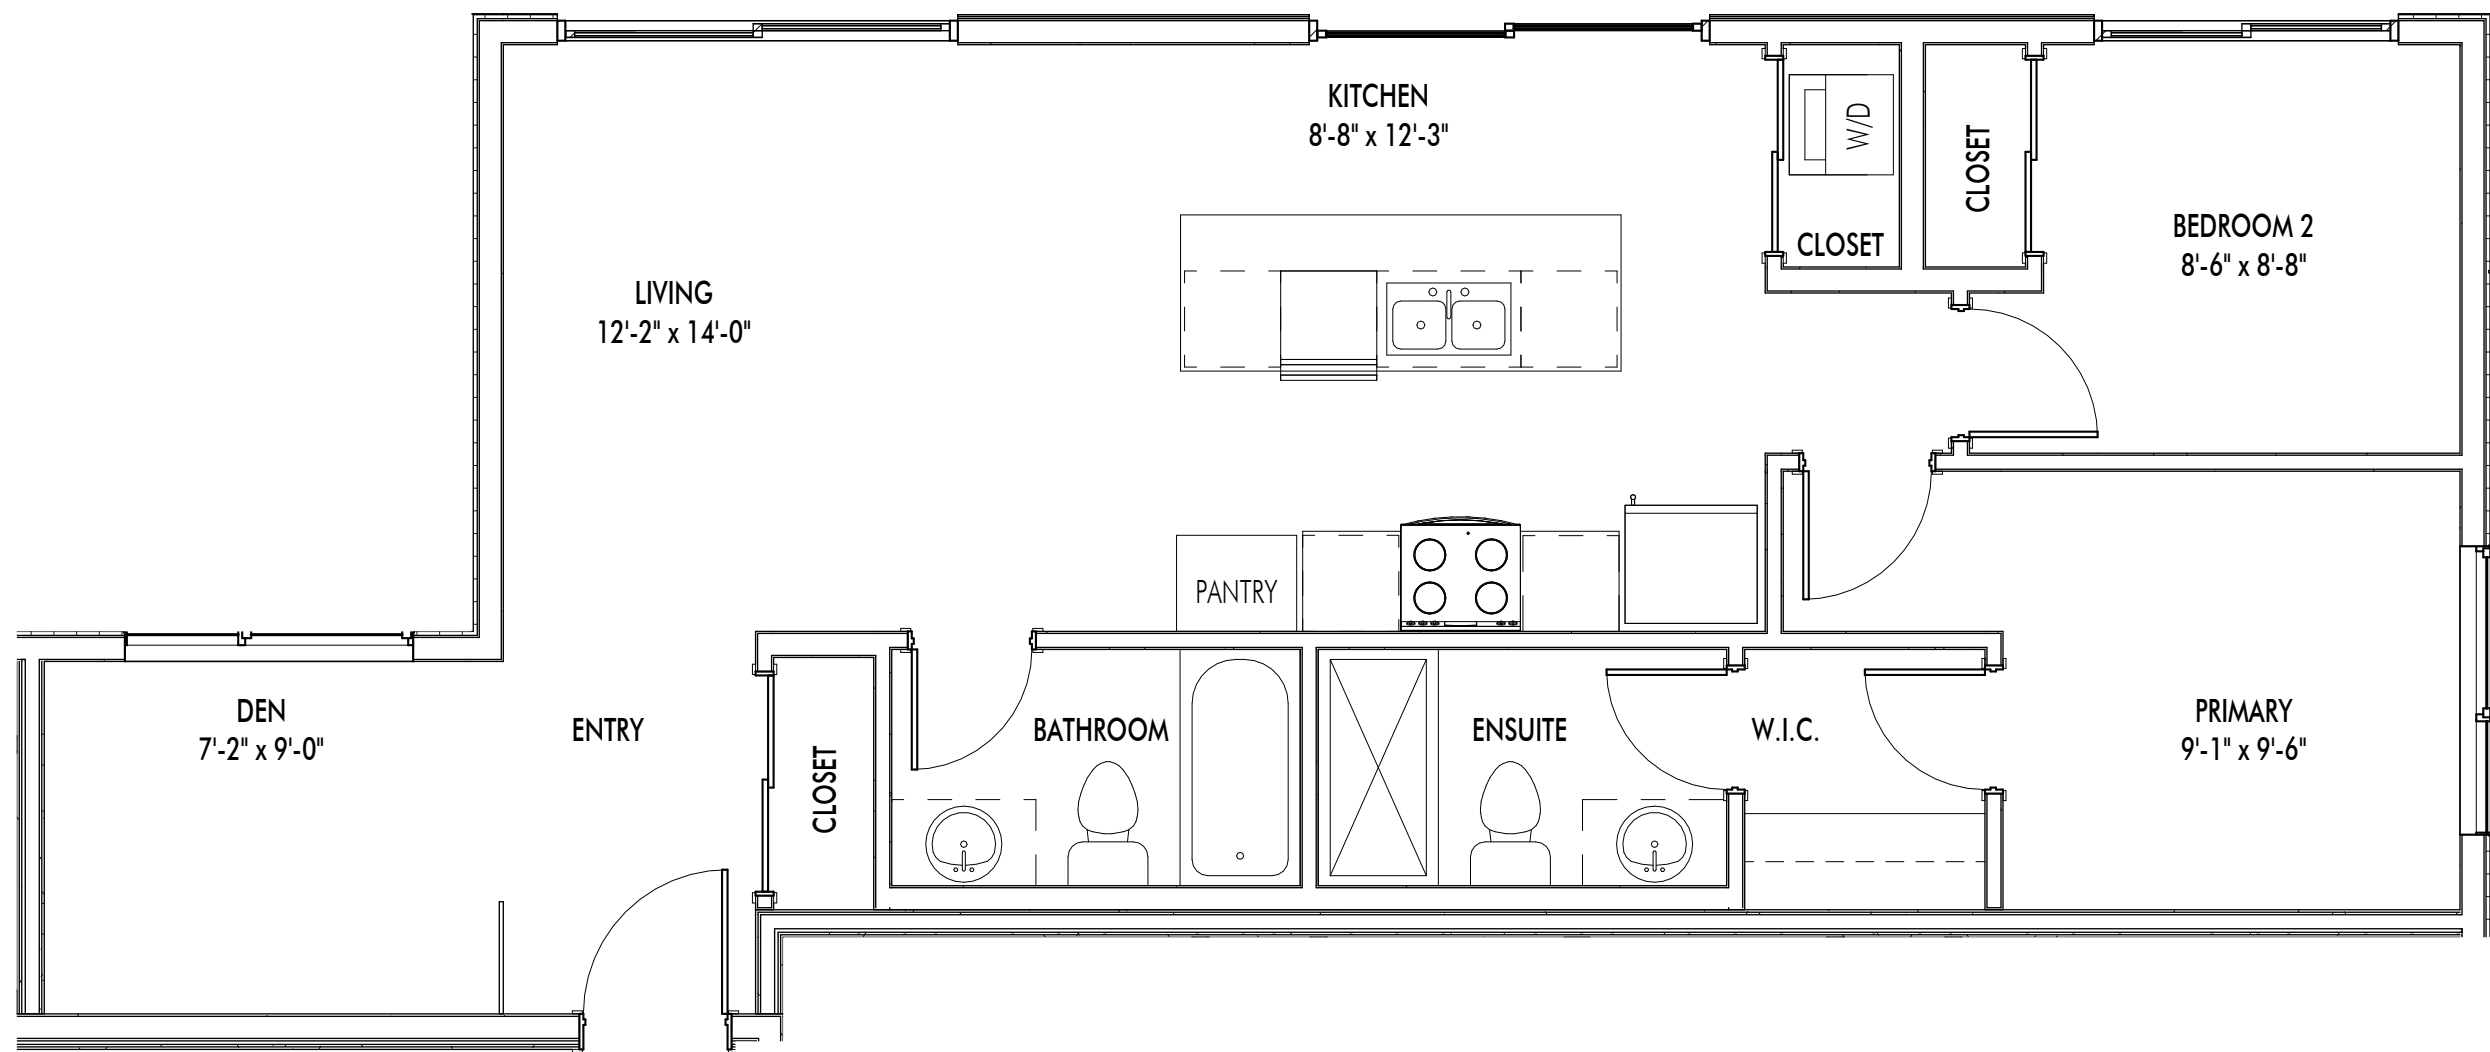 KITCHEN
8'-8" x 12'-3"
W/D
CLOSET
CLOSET
BEDROOM 2
8'-6" x 8'-8"
LIVING
12'-2" x 14'-0"
PANTRY
DEN
7'-2" x 9'-0"
ENTRY
CLOSET
BATHROOM
ENSUITE
W.I.C.
PRIMARY
9'-1" x 9'-6"